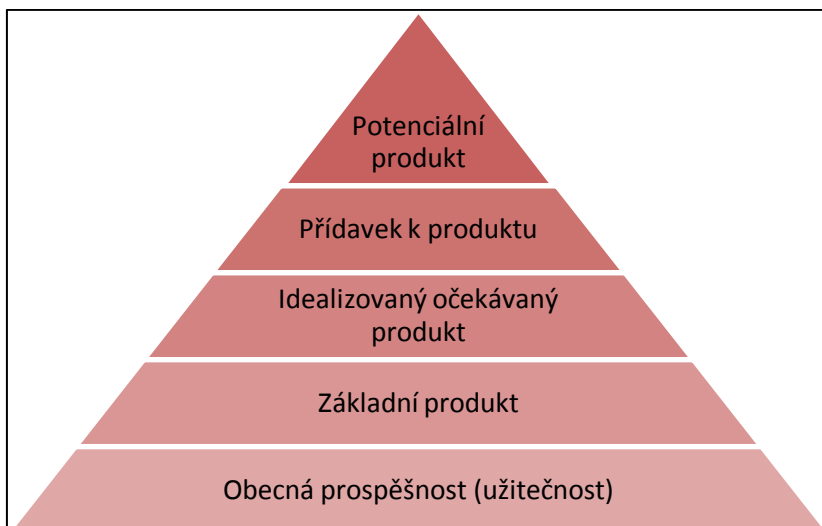 Potenciální
produkt
Přídavek k produktu
Idealizovaný očekávaný
produkt
Základní produkt
Obecná prospěšnost (užitečnost)